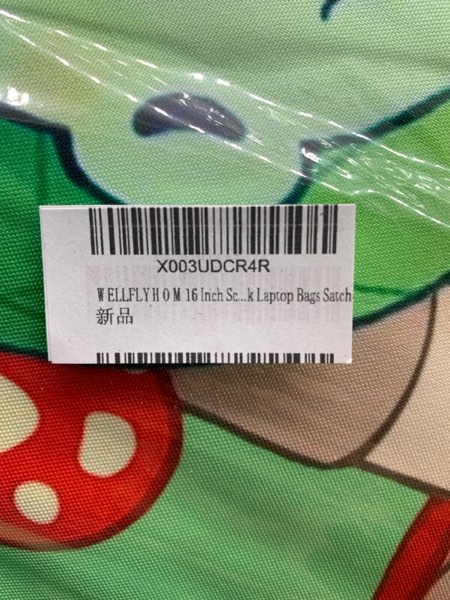 X003UDCR4R
WELLFLYHOM 16 Inch Sc...k Laptop Bags Satch
新品